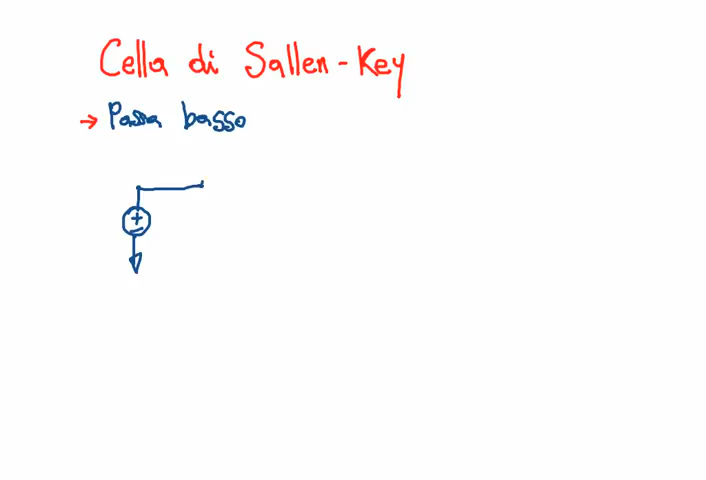 Cella di Sallen-Key
→ Passa basso
+